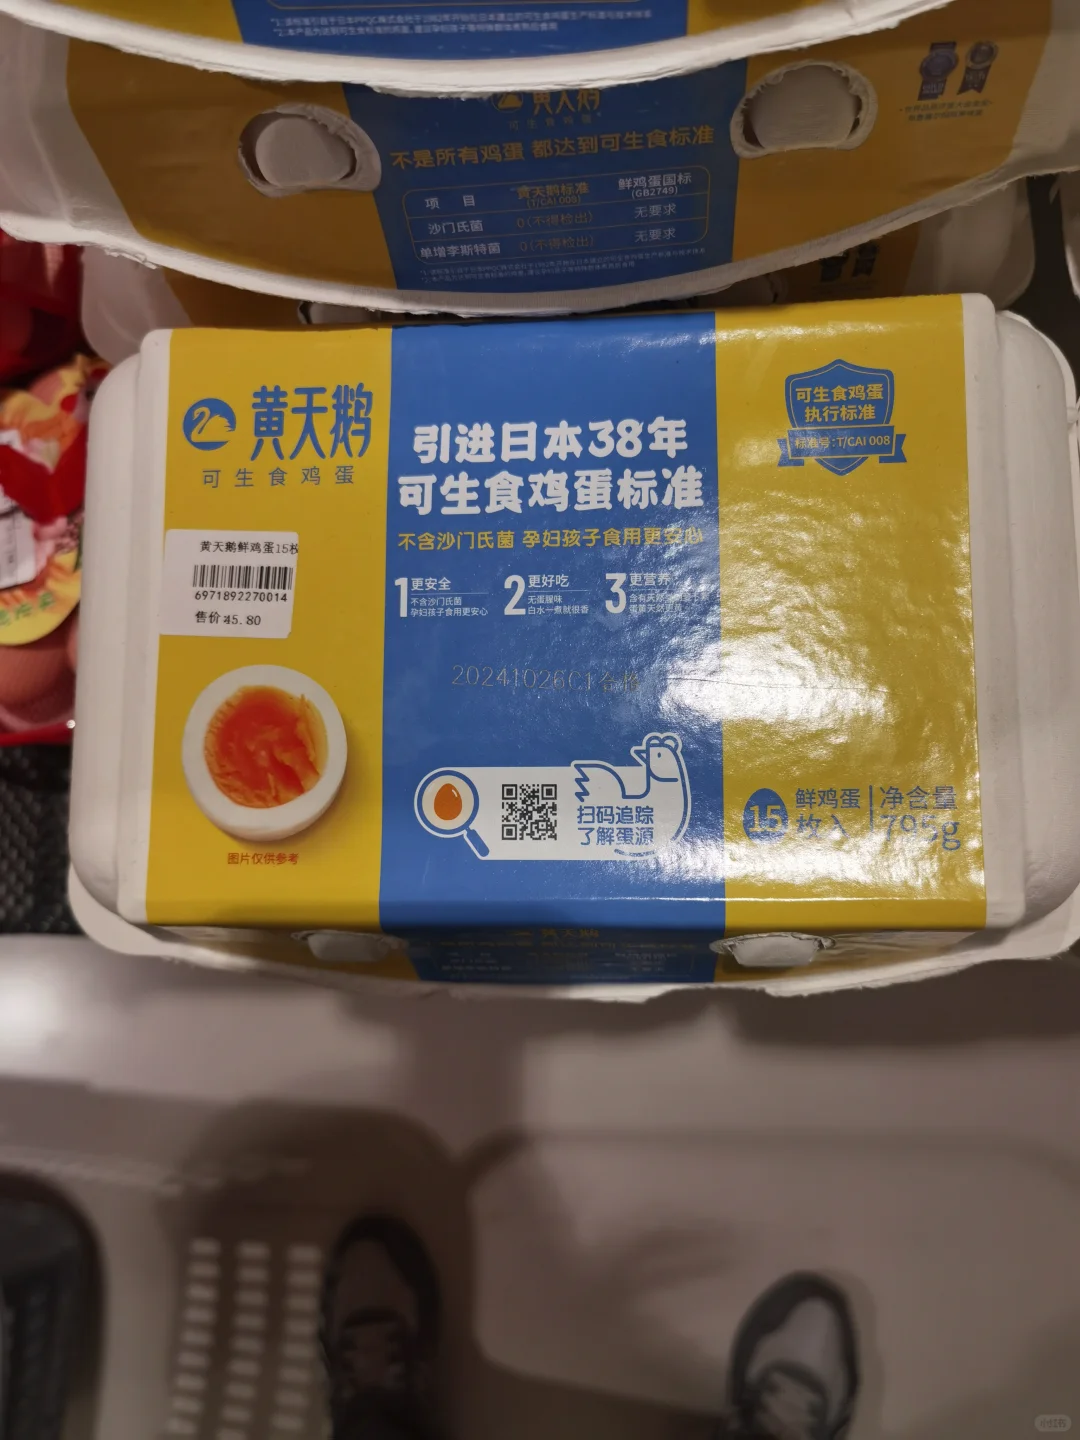 黄天鹅
可生食鸡蛋
不是所有鸡蛋 都达到可生食标准
项 目 黄天鹅标准 (T/CAI 008) 鲜鸡蛋国标 (GB2749)
沙门氏菌 0(不得检出) 无要求
单增李斯特菌 0(不得检出) 无要求
黄天鹅
可生食鸡蛋
黄天鹅鲜鸡蛋15枚
6971892270014
售价 ¥45.80
图片仅供参考
引进日本38年
可生食鸡蛋标准
不含沙门氏菌 孕妇孩子食用更安心
1 更安全
不含沙门氏菌
孕妇孩子食用更安心
2 更好吃
无蛋腥味
白水一煮就很香
3 更营养
20241026C1合格
扫码追踪
了解蛋源
可生食鸡蛋
执行标准
标准号:T/CAI 008
15 鲜鸡蛋
枚入
净含量
795g